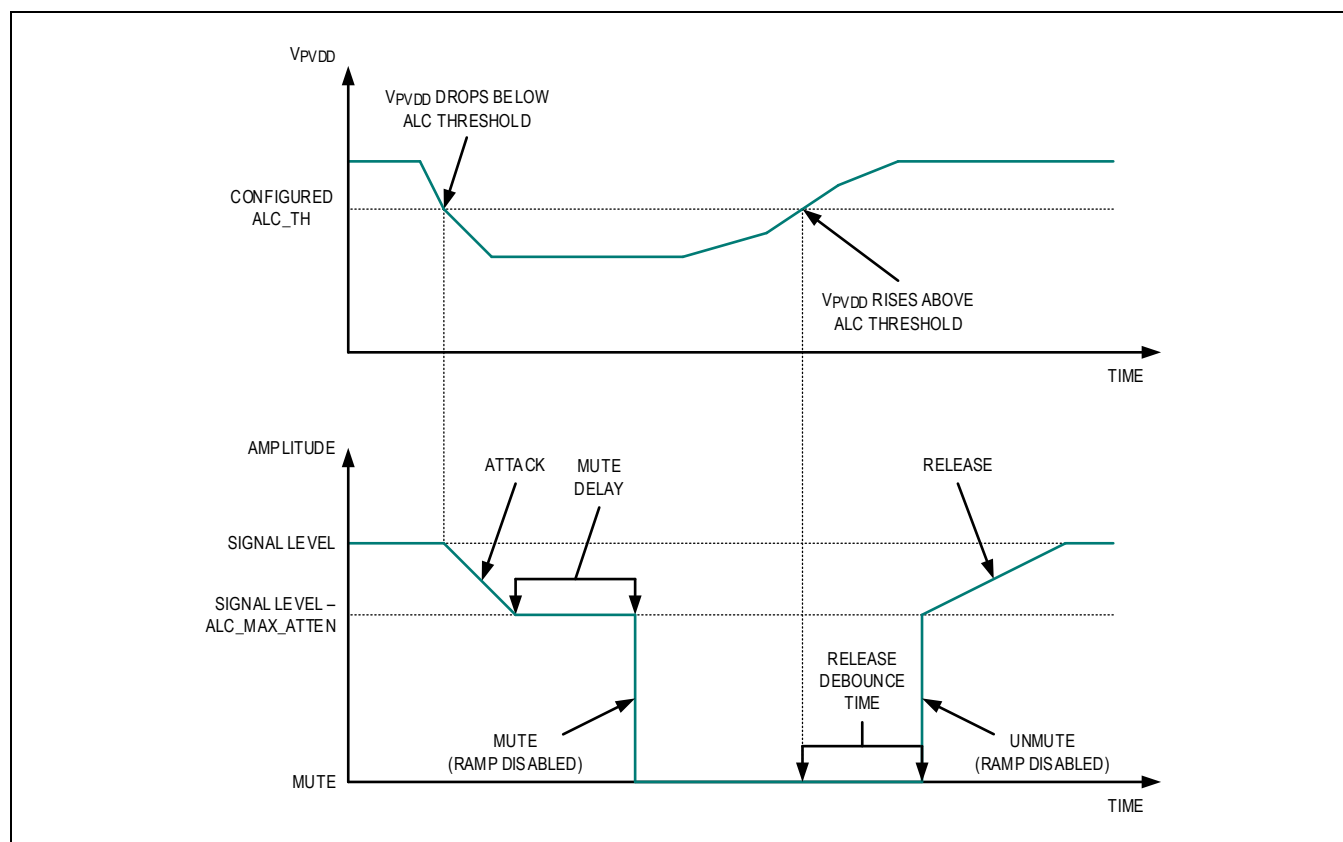 VPVDD
VPVDD DROPS BELOW
ALC THRESHOLD
CONFIGURED
ALC_TH
VPVDD RISES ABOVE
ALC THRESHOLD
TIME
AMPLITUDE
ATTACK
MUTE
DELAY
RELEASE
SIGNAL LEVEL
SIGNAL LEVEL –
ALC_MAX_ATTEN
RELEASE
DEBOUNCE
TIME
MUTE
(RAMP DISABLED)
UNMUTE
(RAMP DISABLED)
MUTE
TIME